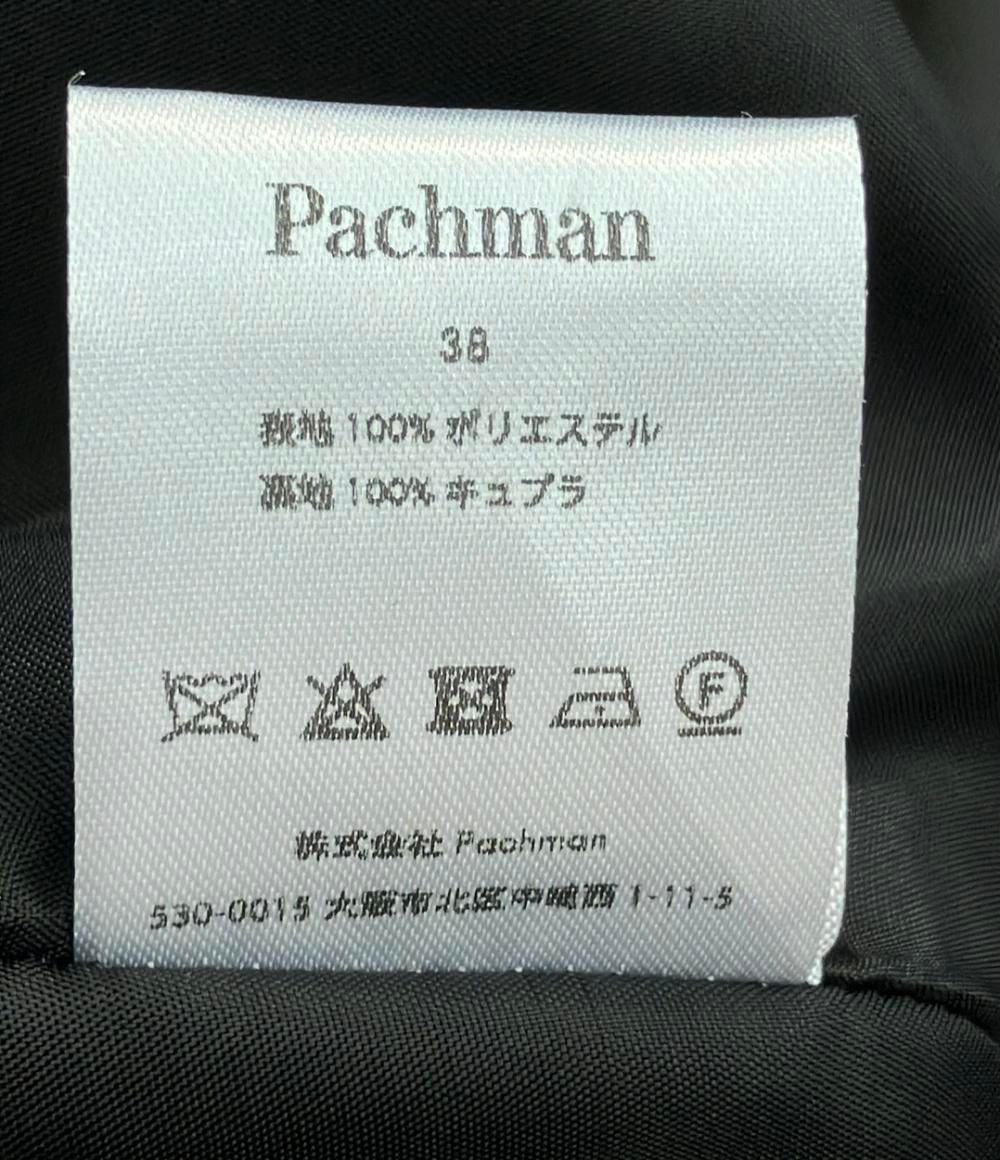 Pachman
38
表地 100% ポリエステル
裏地 100% キュプラ
F
株式会社 Pachman
530-0015 大阪市北区中崎西 1-11-5